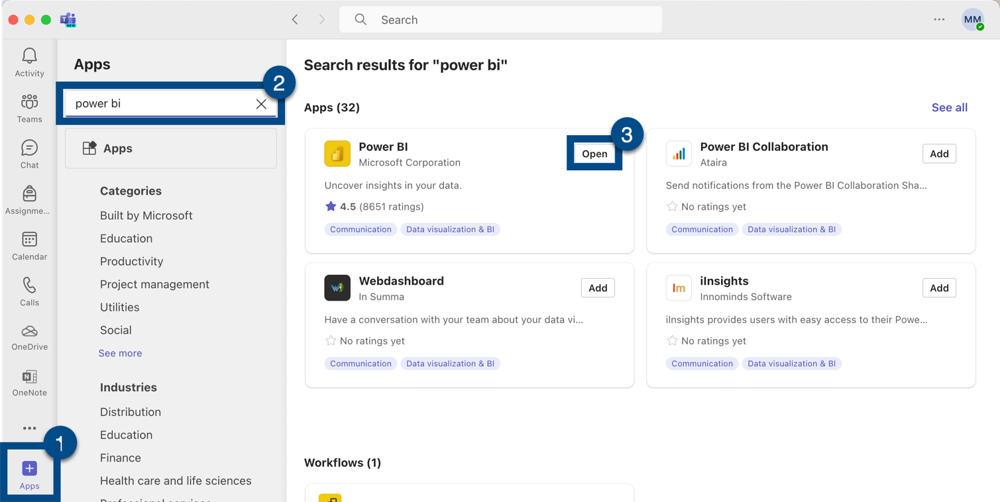 NEW
Search
MM
Activity
Teams
Chat
Assignme...
Calendar
Calls
OneDrive
OneNote
1
Apps
Apps
2
power bi
Apps
Categories
Built by Microsoft
Education
Productivity
Project management
Utilities
Social
See more
Industries
Distribution
Education
Finance
Health care and life sciences
Search results for "power bi"
Apps (32)
See all
Power BI
Microsoft Corporation
3
Open
Uncover insights in your data.
4.5 (8651 ratings)
Communication
Data visualization & BI
Power BI Collaboration
Ataira
Add
Send notifications from the Power BI Collaboration Sha...
No ratings yet
Communication
Data visualization & BI
Webdashboard
In Summa
Add
Have a conversation with your team about your data vi...
No ratings yet
Communication
Data visualization & BI
Im
iInsights
Innominds Software
Add
iInsights provides users with easy access to their Powe...
No ratings yet
Communication
Data visualization & BI
Workflows (1)